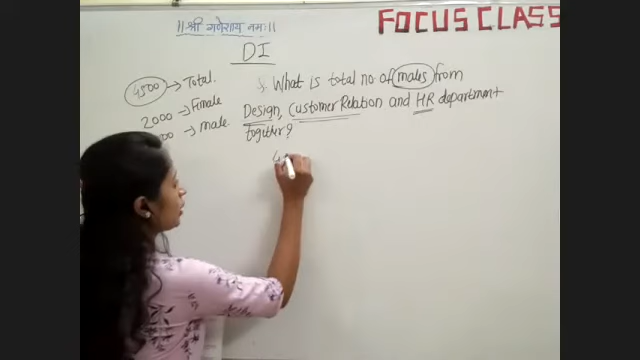 ॥ श्री गणेशाय नमः॥
FOCUS CLASS
DI
4500 → Total.
2000 → Female
→ male
What is total no of males from
Design, Customer Relation and HR department
together?